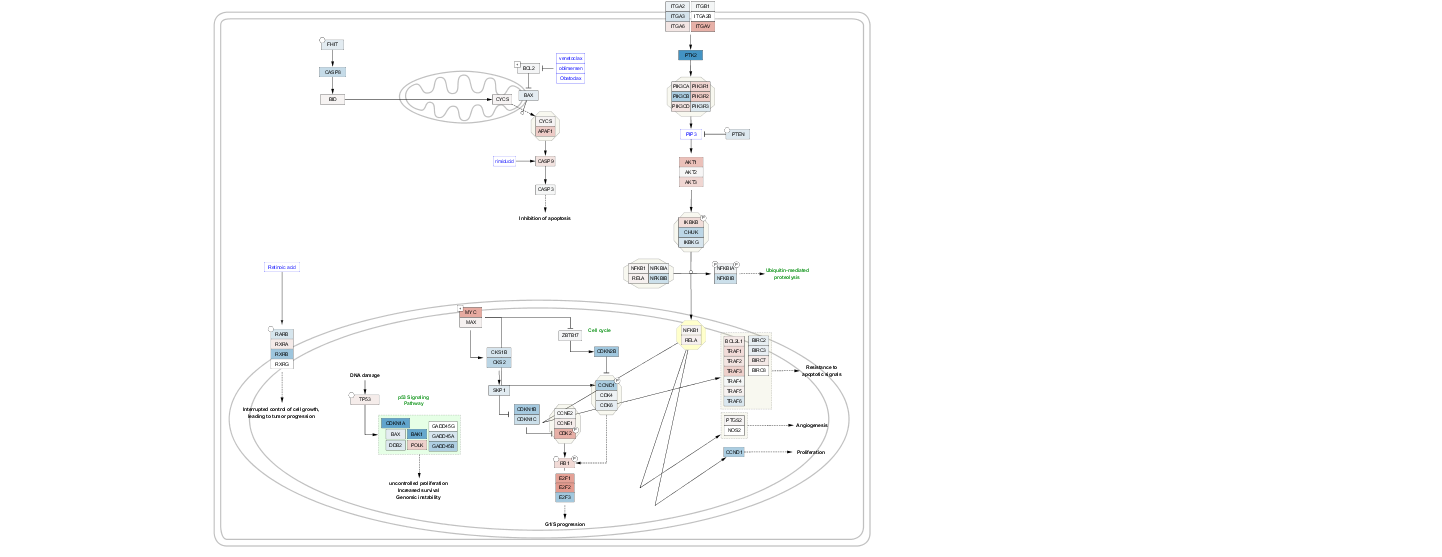 ITGA2 ITGB1
ITGA3 ITGA2B
ITGA6 ITGAV
PTK2
PIK3CA PIK3R1
PIK3CB PIK3R2
PIK3CD PIK3R3
PIP3
PTEN
AKT1
AKT2
AKT3
IKBKB
CHUK
IKBKG
NFKB1 NFKBIA
RELA NFKBIB
NFKBIA
NFKBIB
Ubiquitin-mediated
proteolysis
FHIT
CASP8
BID
CYCS
BCL2
BAX
venetoclax
oblimersen
Obatoclax
CYCS
APAF1
rimiducid
CASP9
CASP3
Inhibition of apoptosis
Retinoic acid
RARB
RXRA
RXRB
RXRG
Interrupted control of cell growth,
leading to tumor progression
DNA damage
TP53
p53 Signaling
Pathway
CDKN1A
BAX BAK1
DDB2 POLK
GADD45G
GADD45A
GADD45B
uncontrolled proliferation
Increased survival
Genomic instability
MYC
MAX
CKS1B
CKS2
SKP1
CDKN1B
CDKN1C
ZBTB17
Cell cycle
CDKN2B
CCND1
CDK4
CDK6
CCNE2
CCNE1
CDK2
RB1
E2F1
E2F2
E2F3
G1/S progression
NFKB1
RELA
BCL2L1
TRAF1
TRAF2
TRAF3
TRAF4
TRAF5
TRAF6
BIRC2
BIRC3
BIRC7
BIRC8
Resistance to
apoptotic signals
PTGS2
NOS2
Angiogenesis
CCND1
Proliferation